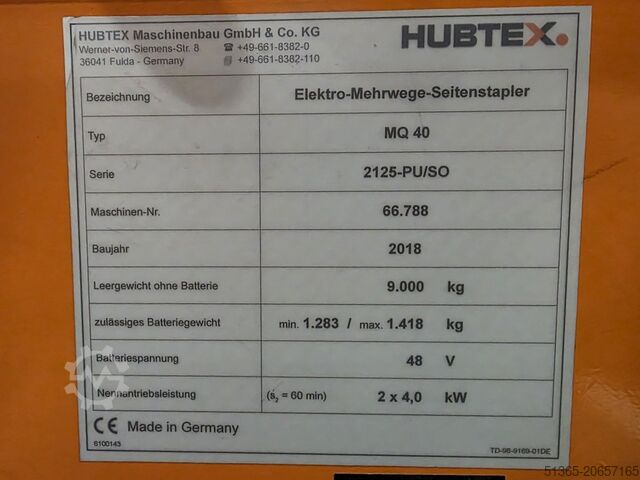 HUBTEX Maschinenbau GmbH & Co. KG
Werner-von-Siemens-Str. 8 ☎ +49-661-8382-0
36041 Fulda - Germany +49-661-8382-110
HUBTEX.
Bezeichnung Elektro-Mehrwege-Seitenstapler
Typ MQ 40
Serie 2125-PU/SO
Maschinen-Nr. 66.788
Baujahr 2018
Leergewicht ohne Batterie 9.000 kg
zulässiges Batteriegewicht min. 1.283 / max. 1.418 kg
Batteriespannung 48 V
Nennantriebsleistung (s₂ = 60 min) 2 x 4,0 kW
CE Made in Germany
6100143 TD-98-9169-01DE
51365-20657165